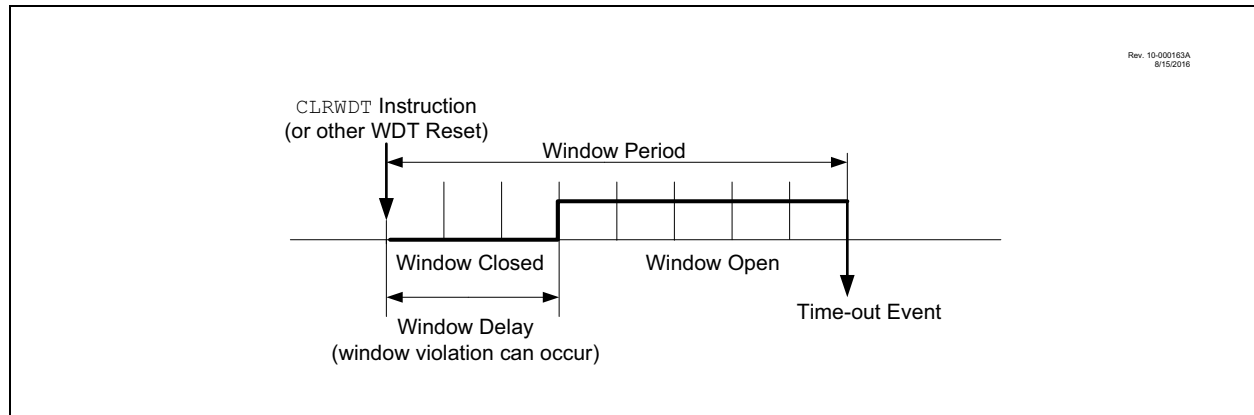 Rev. 10-000163A
8/15/2016
CLRWDT Instruction
(or other WDT Reset)
Window Period
Window Closed
Window Open
Window Delay
(window violation can occur)
Time-out Event